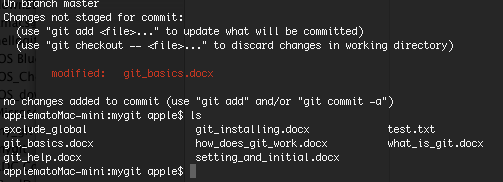 On branch master
Changes not staged for commit:
(use "git add <file>..." to update what will be committed)
(use "git checkout -- <file>..." to discard changes in working directory)
modified: git_basics.docx
no changes added to commit (use "git add" and/or "git commit -a")
applematoMac-mini:mygit apple$ ls
exclude_global git_installing.docx test.txt
git_basics.docx how_does_git_work.docx what_is_git.docx
git_help.docx setting_and_initial.docx
applematoMac-mini:mygit apple$